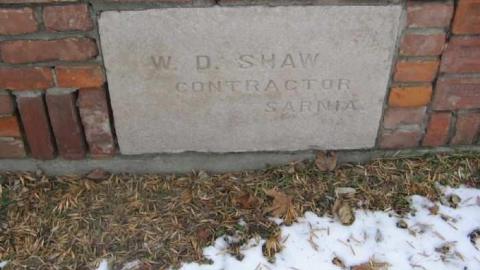 W. D. SHAW
CONTRACTOR
SARNIA.